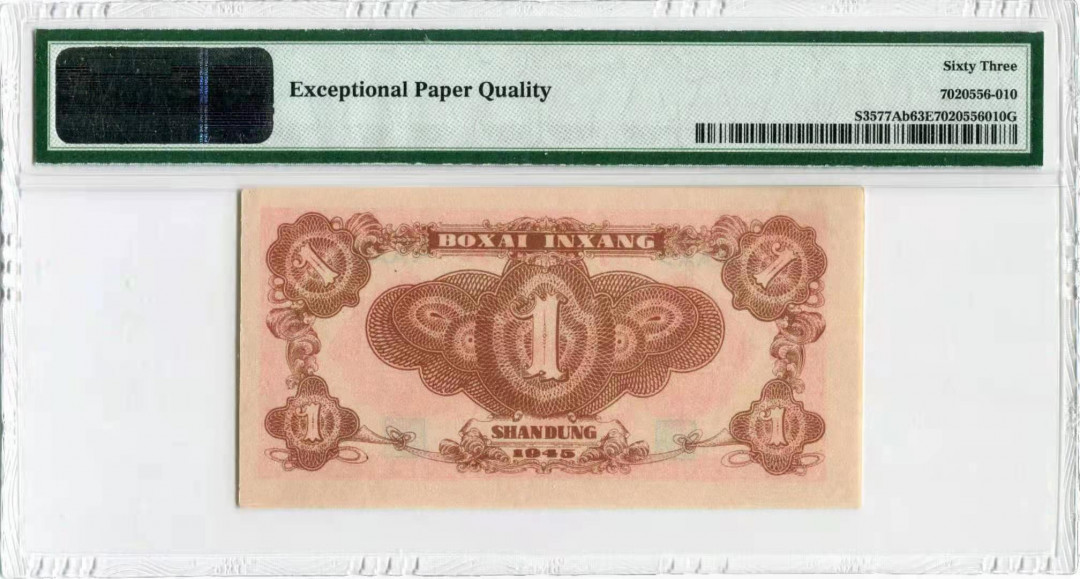 Exceptional Paper Quality
Sixty Three
7020556-010
S3577Ab63E7020556010G
BOXAI INXANG
1
1
1
1
1
SHANDUNG
1945